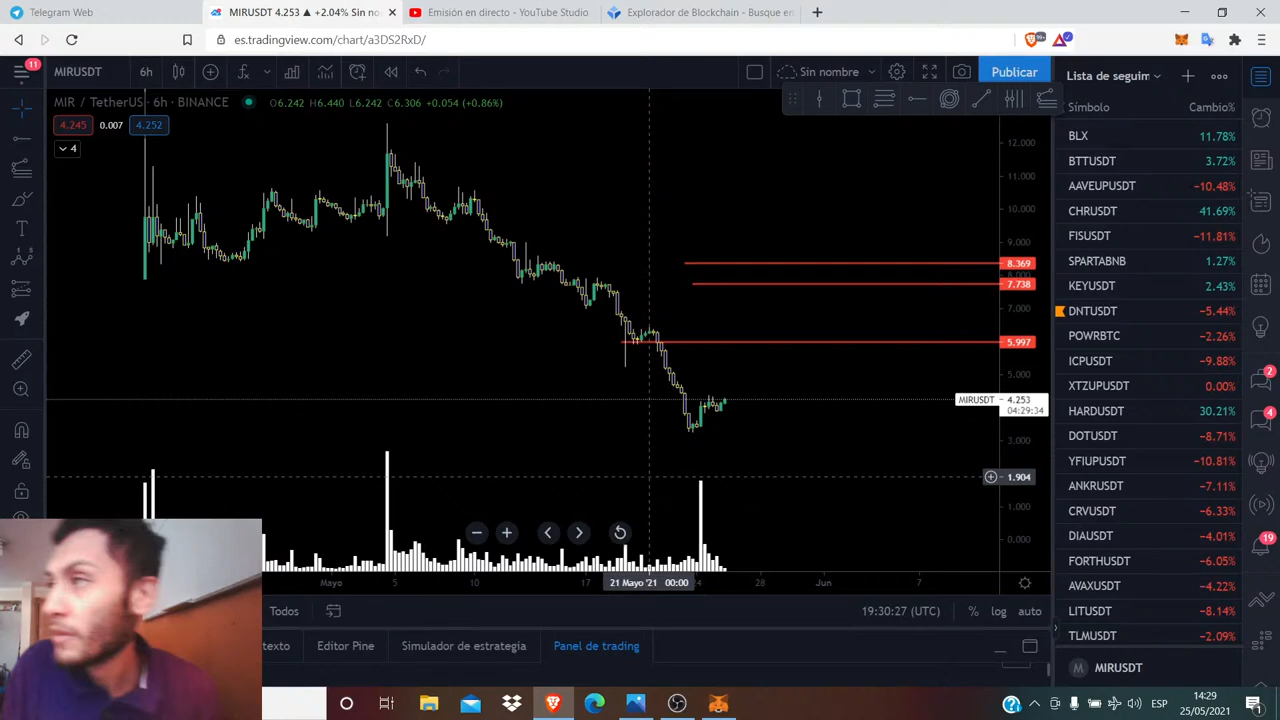 Telegram Web
MIRUSDT 4.253 ▲ +2.04% Sin no
Emisión en directo - YouTube Studio
Explorador de Blockchain - Busque en
es.tradingview.com/chart/a3DS2RxD/
99+
11
MIRUSDT
6h
Sin nombre
Publicar
Lista de seguim
MIR / TetherUS · 6h · BINANCE
O6.242 H6.440 L6.242 C6.306 +0.054 (+0.86%)
4.245
0.007
4.252
4
Símbolo
Cambio%
BLX 11.78%
BTTUSDT 3.72%
AAVEUPUSDT −10.48%
CHRUSDT 41.69%
FISUSDT −11.81%
SPARTABNB 1.27%
KEYUSDT 2.43%
DNTUSDT −5.44%
POWRBTC −2.26%
ICPUSDT −9.88%
XTZUPUSDT 0.00%
HARDUSDT 30.21%
DOTUSDT −8.71%
YFIUPUSDT −10.81%
ANKRUSDT −7.11%
CRVUSDT −6.33%
DIAUSDT −4.01%
FORTHUSDT −6.05%
AVAXUSDT −4.22%
LITUSDT −8.14%
TLMUSDT −2.09%
M MIRUSDT
2
4
19
12.000
11.000
10.000
9.000
8.369
8.000
7.738
7.000
5.997
5.000
MIRUSDT 4.253
04:29:34
3.000
1.904
1.000
0.000
Mayo
5
10
17
21 Mayo '21 00:00
24
28
Jun
7
Todos
19:30:27 (UTC)
%
log
auto
texto
Editor Pine
Simulador de estrategia
Panel de trading
ESP
14:29
25/05/2021
1